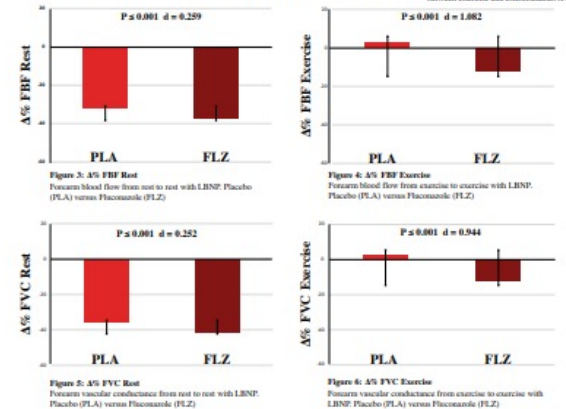 P ≤ 0.001 d = 0.259
Δ% FBF Rest
PLA FLZ
Figure 3: Δ% FBF Rest
Forearm blood flow from rest to rest with LBNP. Placebo
(PLA) versus Fluconazole (FLZ)
P ≤ 0.001 d = 1.082
Δ% FBF Exercise
PLA FLZ
Figure 4: Δ% FBF Exercise
Forearm blood flow from exercise to exercise with LBNP.
Placebo (PLA) versus Fluconazole (FLZ)
P ≤ 0.001 d = 0.252
Δ% FVC Rest
PLA FLZ
Figure 5: Δ% FVC Rest
Forearm vascular conductance from rest to rest with LBNP.
Placebo (PLA) versus Fluconazole (FLZ)
P ≤ 0.001 d = 0.944
Δ% FVC Exercise
PLA FLZ
Figure 6: Δ% FVC Exercise
Forearm vascular conductance from exercise to exercise with
LBNP. Placebo (PLA) versus Fluconazole (FLZ)